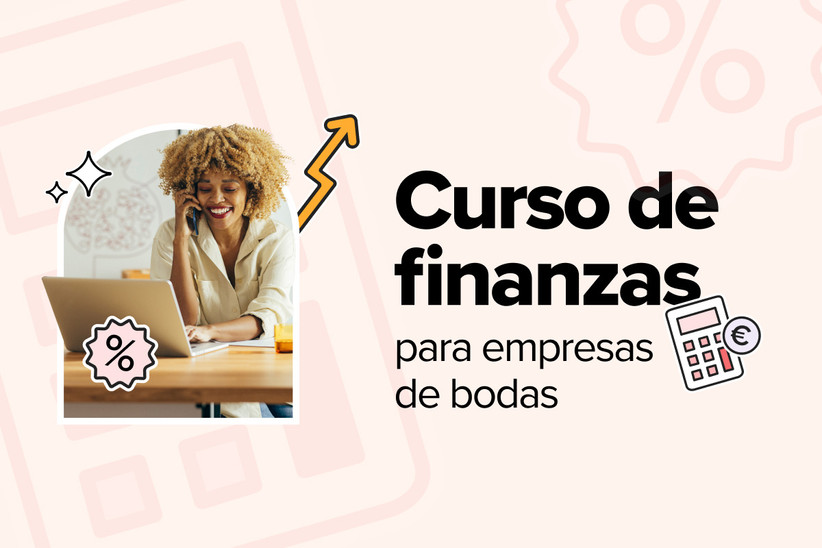 Curso de
finanzas
para empresas
de bodas
%
€
%